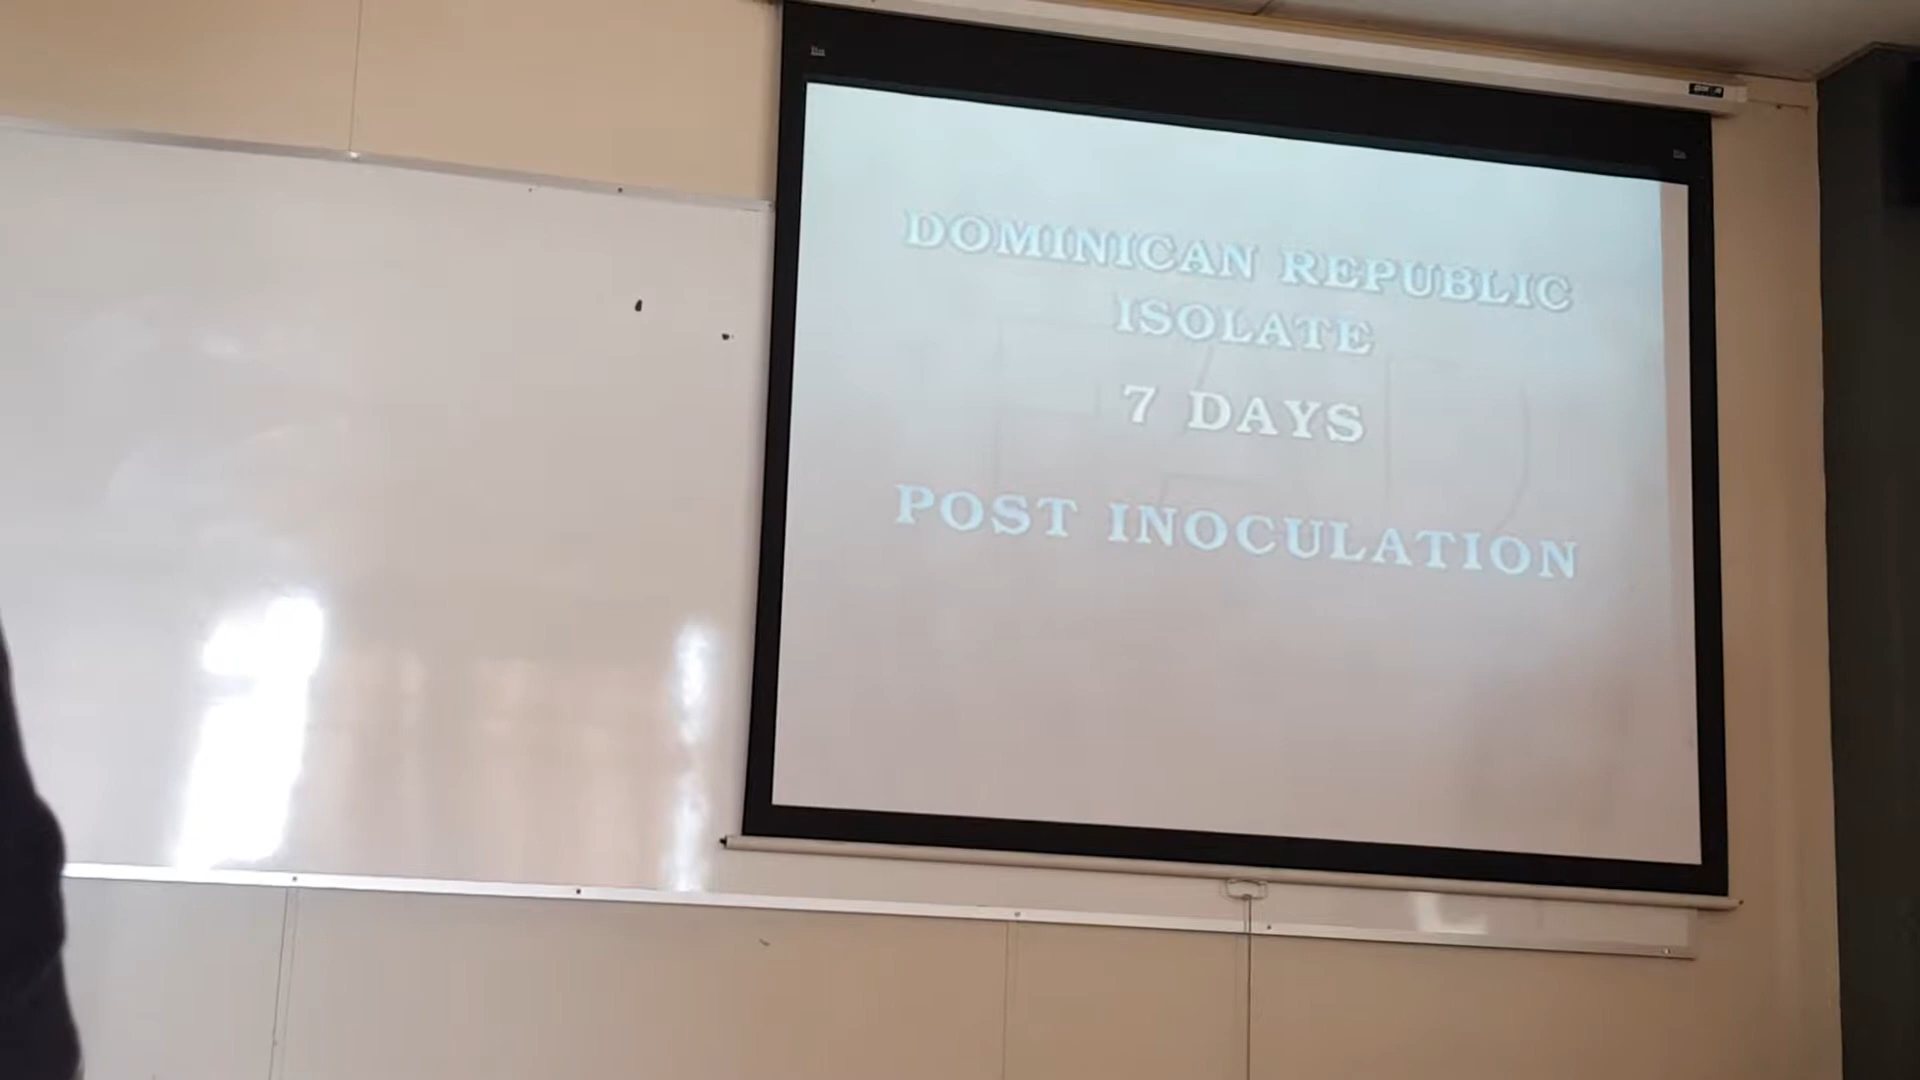 DOMINICAN REPUBLIC
ISOLATE
7 DAYS
POST INOCULATION